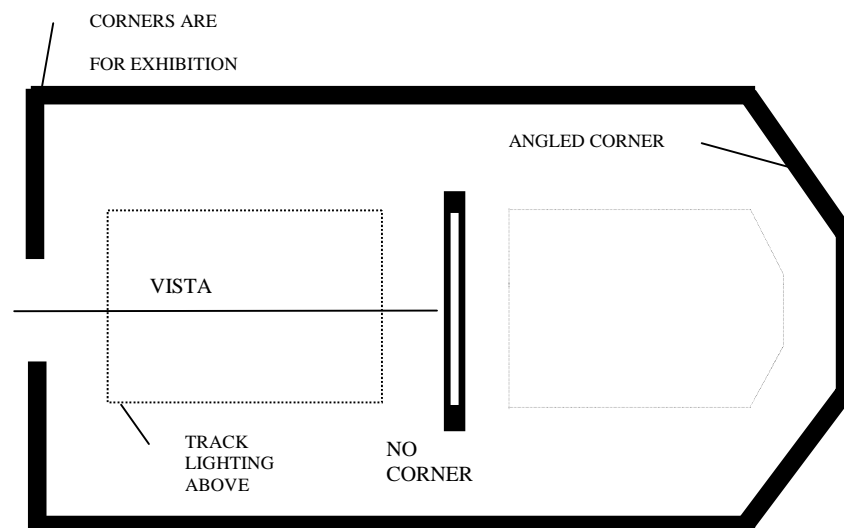 CORNERS ARE
FOR EXHIBITION
ANGLED CORNER
VISTA
TRACK
LIGHTING
ABOVE
NO
CORNER